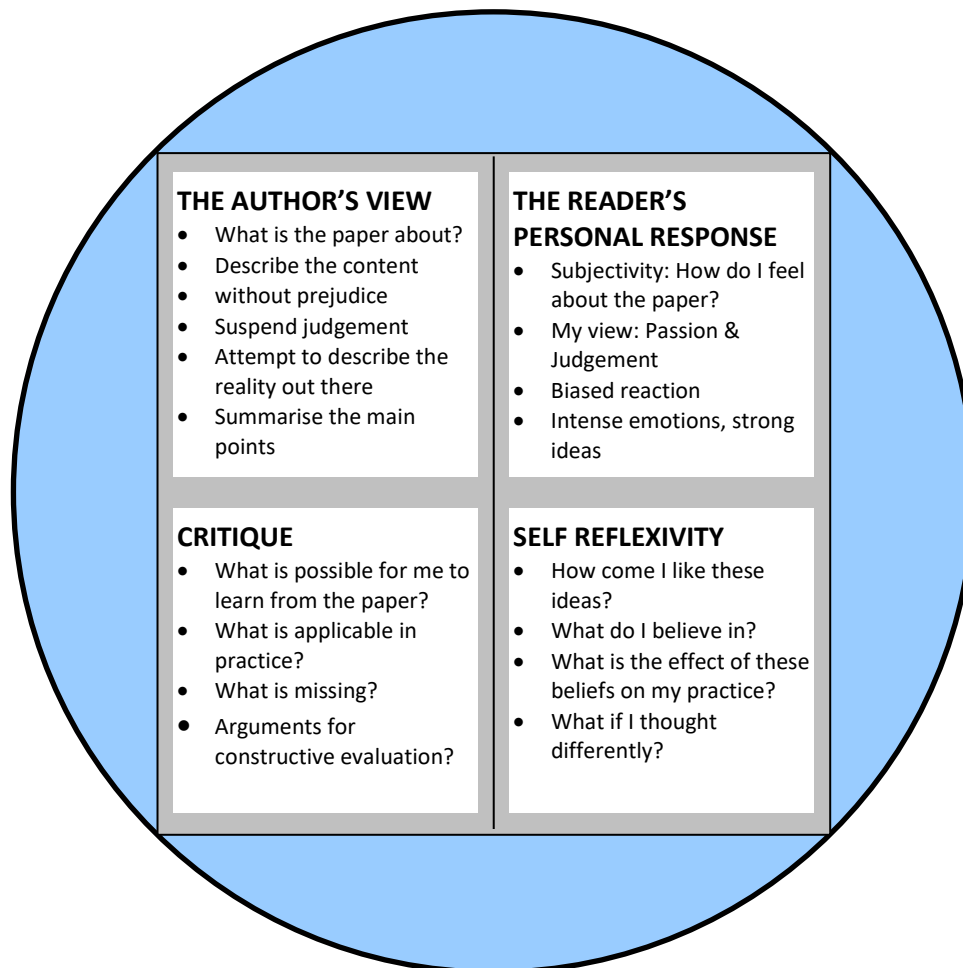 THE AUTHOR'S VIEW
• What is the paper about?
• Describe the content
• without prejudice
• Suspend judgement
• Attempt to describe the
reality out there
• Summarise the main
points
THE READER'S
PERSONAL RESPONSE
• Subjectivity: How do I feel
about the paper?
• My view: Passion &
Judgement
• Biased reaction
• Intense emotions, strong
ideas
CRITIQUE
• What is possible for me to
learn from the paper?
• What is applicable in
practice?
• What is missing?
• Arguments for
constructive evaluation?
SELF REFLEXIVITY
• How come I like these
ideas?
• What do I believe in?
• What is the effect of these
beliefs on my practice?
• What if I thought
differently?